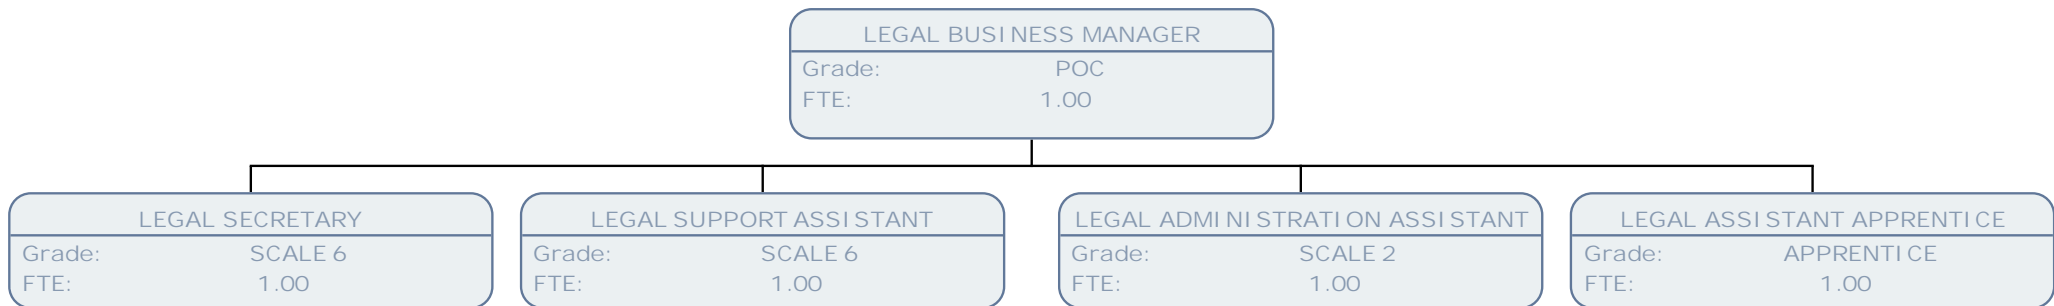 LEGAL BUSINESS MANAGER
Grade: POC
FTE: 1.00
LEGAL SECRETARY
Grade: SCALE 6
FTE: 1.00
LEGAL SUPPORT ASSISTANT
Grade: SCALE 6
FTE: 1.00
LEGAL ADMINISTRATION ASSISTANT
Grade: SCALE 2
FTE: 1.00
LEGAL ASSISTANT APPRENTICE
Grade: APPRENTICE
FTE: 1.00